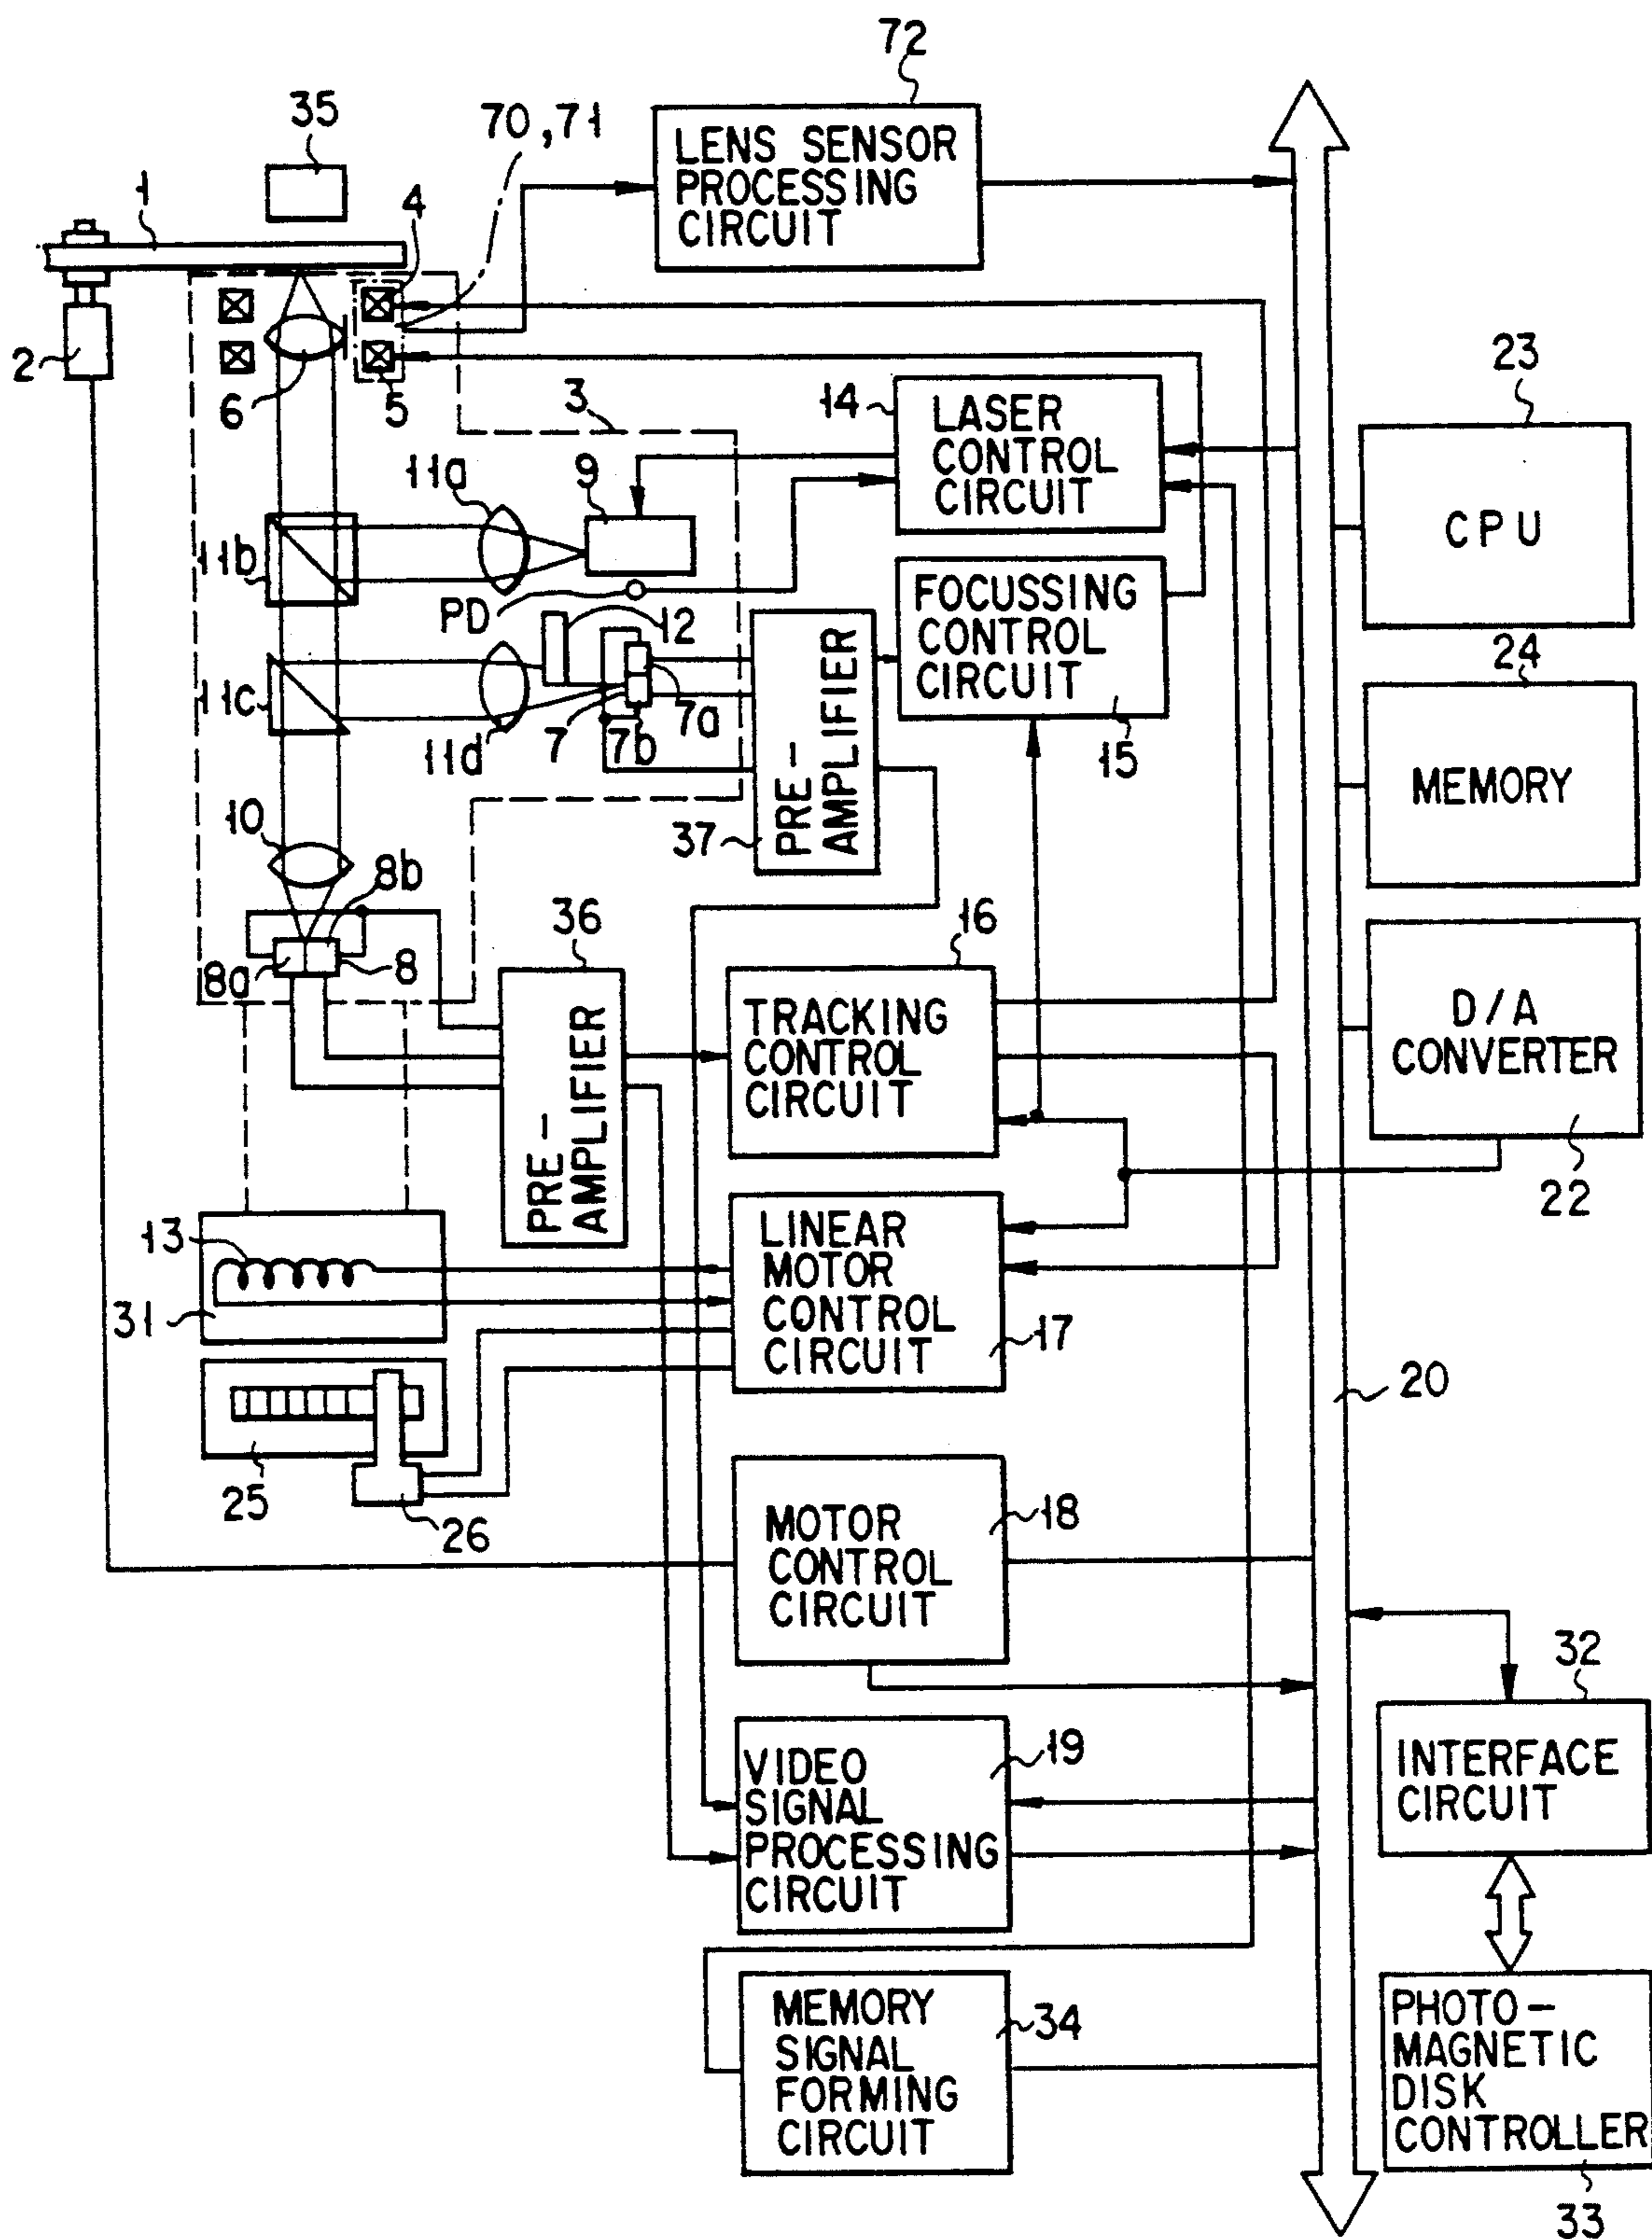 72
35
70,71
LENS SENSOR
PROCESSING
CIRCUIT
1
4
2
6
5
3
14
LASER
CONTROL
CIRCUIT
23
CPU
11a
9
11b
PD
12
FOCUSSING
CONTROL
CIRCUIT
15
24
MEMORY
11c
11d
7
7b
7a
PRE-
AMPLIFIER
37
10
8b
8a
8
36
PRE-
AMPLIFIER
16
TRACKING
CONTROL
CIRCUIT
D/A
CONVERTER
22
13
31
LINEAR
MOTOR
CONTROL
CIRCUIT
17
20
25
26
MOTOR
CONTROL
CIRCUIT
18
32
INTERFACE
CIRCUIT
VIDEO
SIGNAL
PROCESSING
CIRCUIT
19
MEMORY
SIGNAL
FORMING
CIRCUIT
34
PHOTO-
MAGNETIC
DISK
CONTROLLER
33